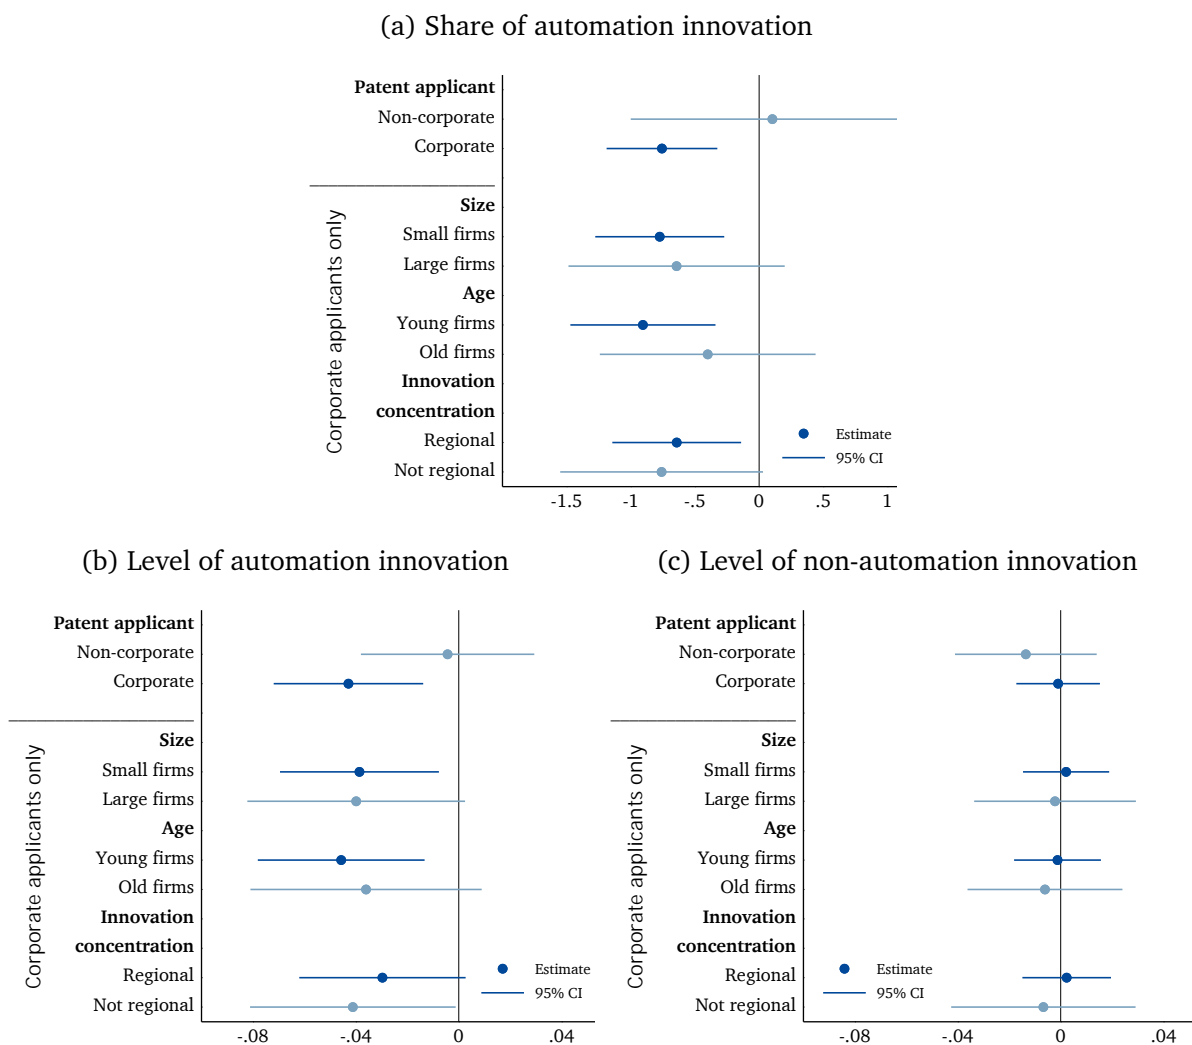 (a) Share of automation innovation
Patent applicant
Non-corporate
Corporate
Corporate applicants only
Size
Small firms
Large firms
Age
Young firms
Old firms
Innovation
concentration
Regional
Not regional
Estimate
95% CI
-1.5 -1 -.5 0 .5 1
(b) Level of automation innovation
Patent applicant
Non-corporate
Corporate
Corporate applicants only
Size
Small firms
Large firms
Age
Young firms
Old firms
Innovation
concentration
Regional
Not regional
Estimate
95% CI
-.08 -.04 0 .04
(c) Level of non-automation innovation
Patent applicant
Non-corporate
Corporate
Corporate applicants only
Size
Small firms
Large firms
Age
Young firms
Old firms
Innovation
concentration
Regional
Not regional
Estimate
95% CI
-.08 -.04 0 .04